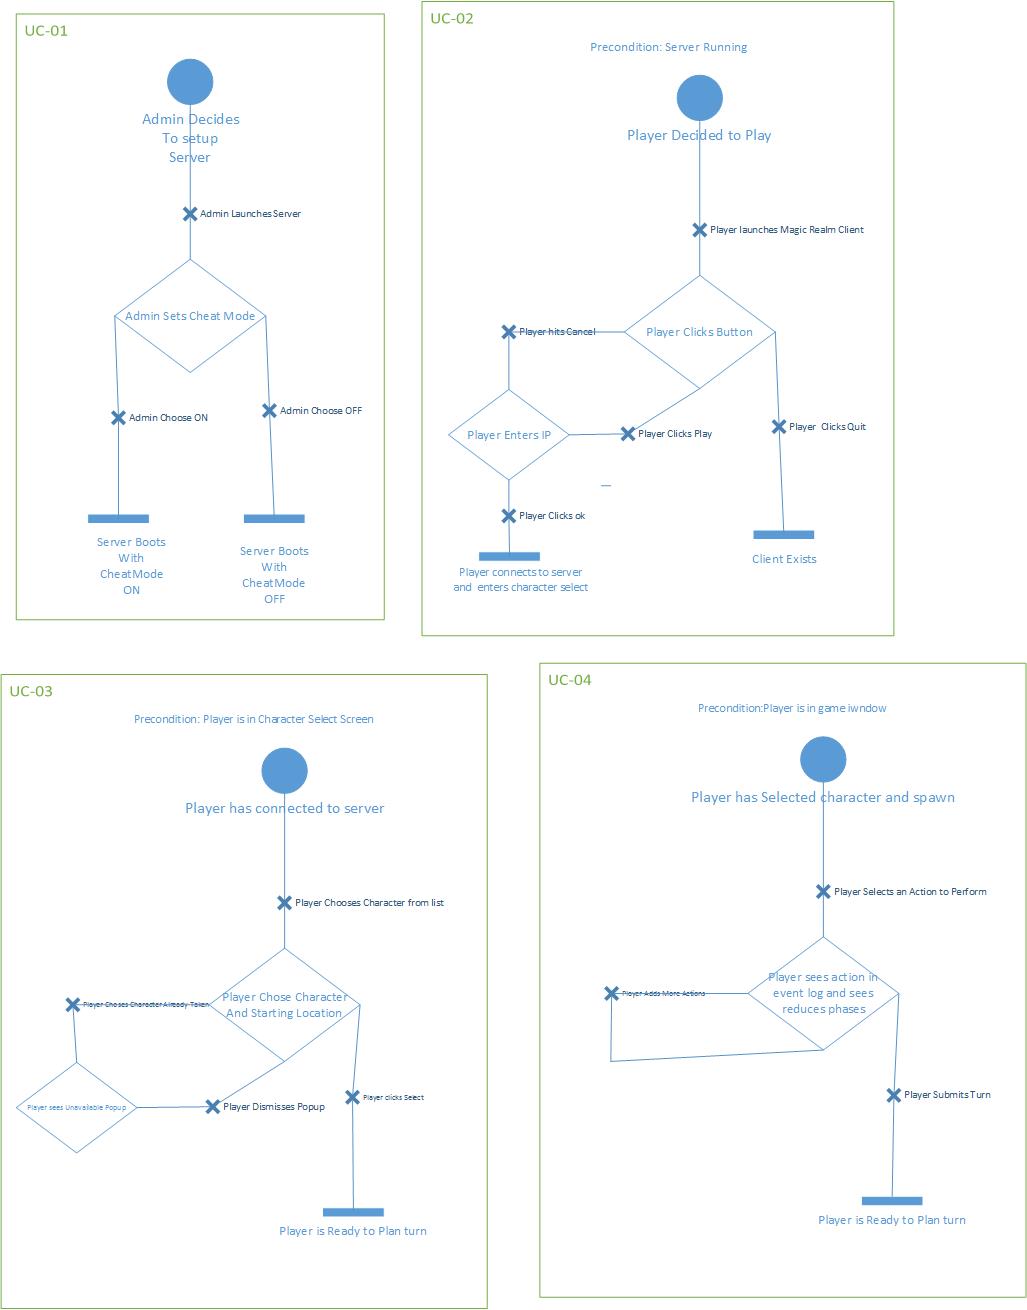 UC-01
Admin Decides
To setup
Server
Admin Launches Server
Admin Sets Cheat Mode
Admin Choose ON
Admin Choose OFF
Server Boots
With
CheatMode
ON
Server Boots
With
CheatMode
OFF
UC-02
Precondition: Server Running
Player Decided to Play
Player launches Magic Realm Client
Player hits Cancel
Player Clicks Button
Player Enters IP
Player Clicks Play
Player Clicks Quit
Player Clicks ok
Player connects to server
and enters character select
Client Exists
UC-03
Precondition: Player is in Character Select Screen
Player has connected to server
Player Chooses Character from list
Player Choses Character Already Taken
Player Chose Character
And Starting Location
Player sees Unavailable Popup
Player Dismisses Popup
Player clicks Select
Player is Ready to Plan turn
UC-04
Precondition:Player is in game iwndow
Player has Selected character and spawn
Player Selects an Action to Perform
Player Adds More Actions
Player sees action in
event log and sees
reduces phases
Player Submits Turn
Player is Ready to Plan turn